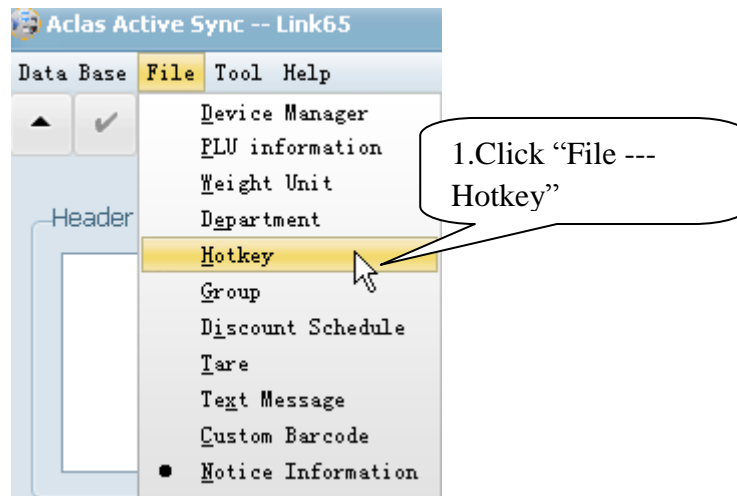 Aclas Active Sync -- Link65
Data Base File Tool Help
Device Manager
PLU information
Weight Unit
Department
Hotkey
Group
Discount Schedule
Tare
Text Message
Custom Barcode
Notice Information
Header
1.Click “File ---
Hotkey”